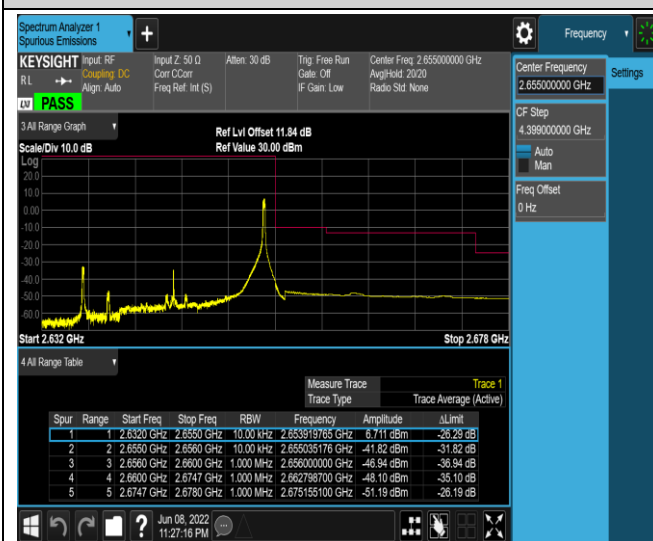 Spectrum Analyzer 1
Spurious Emissions
+
Frequency
KEYSIGHT
RL
Input: RF
Coupling: DC
Align: Auto
Input Z: 50 Ω
Corr CCorr
Freq Ref: Int (S)
Atten: 30 dB
Trig: Free Run
Gate: Off
IF Gain: Low
Center Freq: 2.655000000 GHz
Avg|Hold: 20/20
Radio Std: None
PASS
Center Frequency
2.655000000 GHz
Settings
CF Step
4.399000000 GHz
Auto
Man
Freq Offset
0 Hz
3 All Range Graph
Scale/Div 10.0 dB
Ref Lvl Offset 11.84 dB
Ref Value 30.00 dBm
Log
20.0
10.0
0.00
-10.0
-20.0
-30.0
-40.0
-50.0
-60.0
Start 2.632 GHz
Stop 2.678 GHz
4 All Range Table
Measure Trace Trace 1
Trace Type Trace Average (Active)
Spur Range Start Freq Stop Freq RBW Frequency Amplitude ΔLimit
1 1 2.6320 GHz 2.6550 GHz 10.00 kHz 2.653919765 GHz 6.711 dBm -26.29 dB
2 2 2.6550 GHz 2.6560 GHz 10.00 kHz 2.655035176 GHz -41.82 dBm -31.82 dB
3 3 2.6560 GHz 2.6600 GHz 1.000 MHz 2.656000000 GHz -46.94 dBm -36.94 dB
4 4 2.6600 GHz 2.6747 GHz 1.000 MHz 2.662798700 GHz -48.10 dBm -35.10 dB
5 5 2.6747 GHz 2.6780 GHz 1.000 MHz 2.675155100 GHz -51.19 dBm -26.19 dB
?
Jun 08, 2022
11:27:16 PM